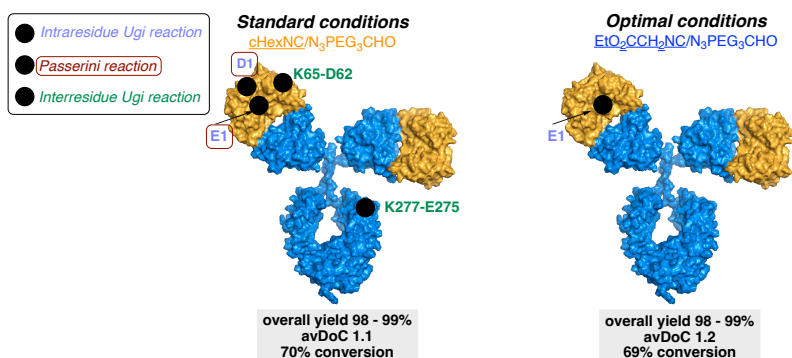 Intraresidue Ugi reaction
Passerini reaction
Interresidue Ugi reaction
Standard conditions
cHexNC/N₃PEG₃CHO
D1
K65-D62
E1
K277-E275
overall yield 98 - 99%
avDoC 1.1
70% conversion
Optimal conditions
EtO₂CCH₂NC/N₃PEG₃CHO
E1
overall yield 98 - 99%
avDoC 1.2
69% conversion